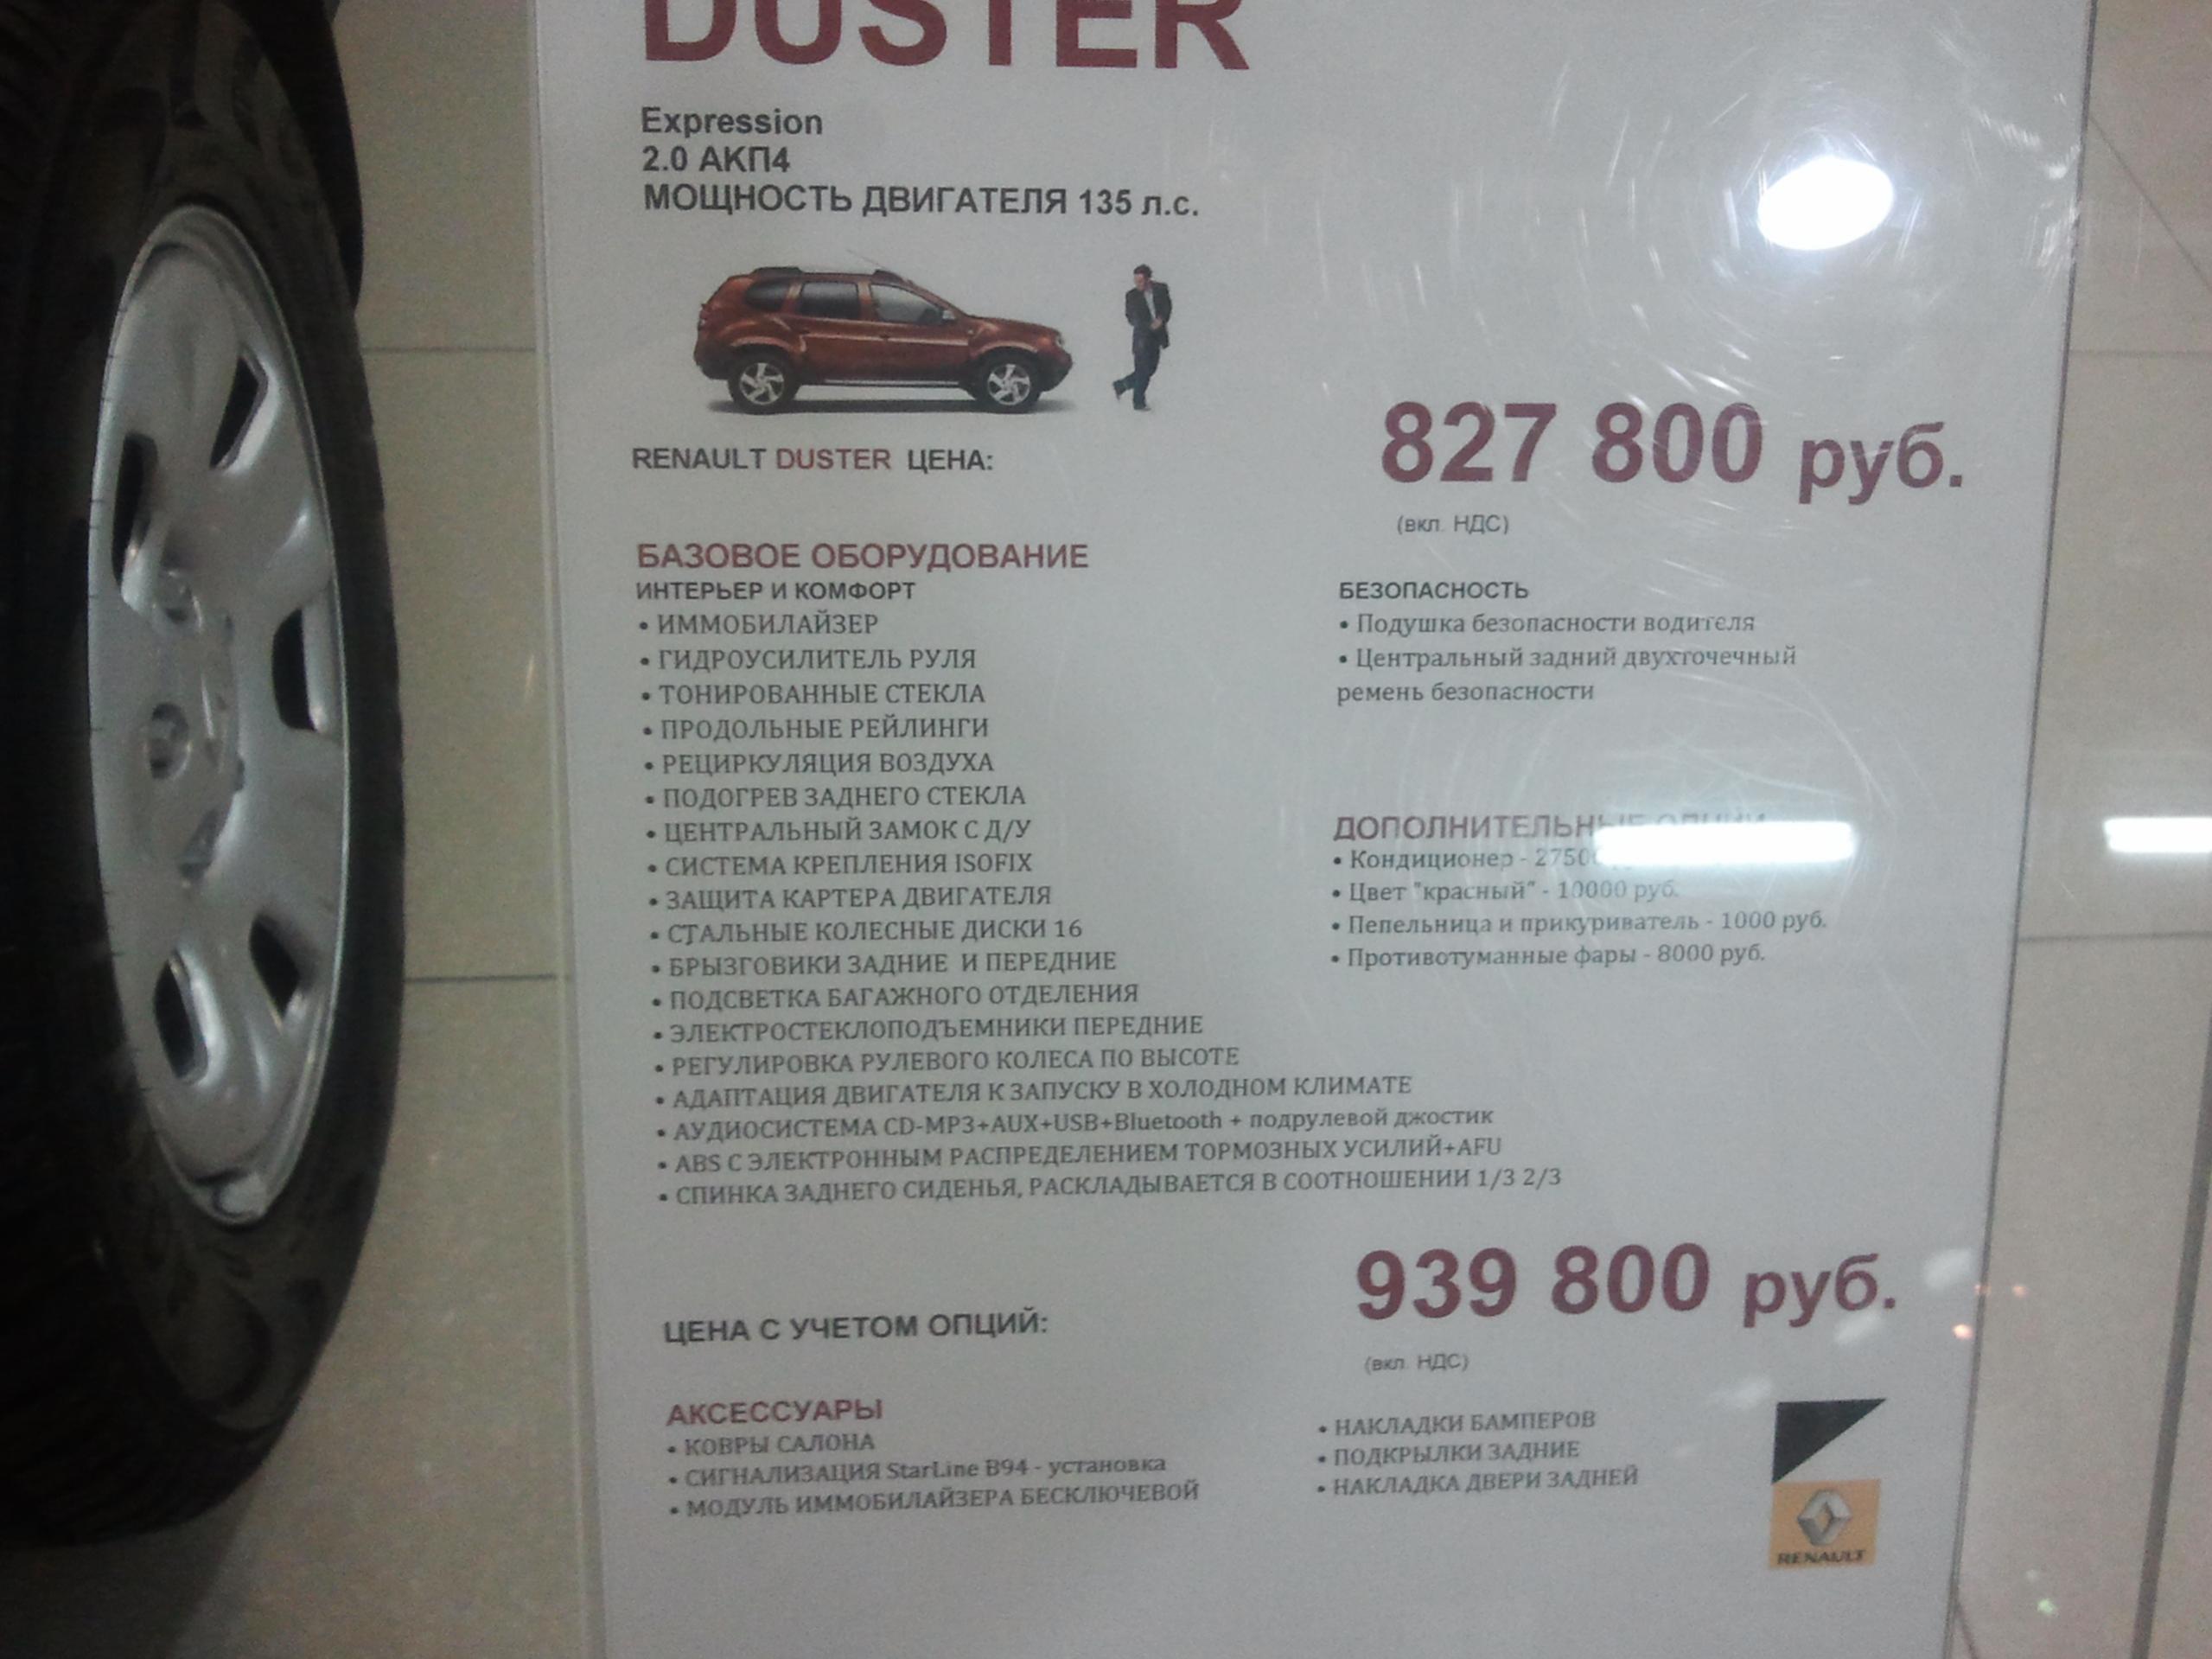 DUSTER
Expression
2.0 АКП4
МОЩНОСТЬ ДВИГАТЕЛЯ 135 л.с.
RENAULT DUSTER ЦЕНА:
827 800 руб.
(вкл. НДС)
БАЗОВОЕ ОБОРУДОВАНИЕ
ИНТЕРЬЕР И КОМФОРТ
• ИММОБИЛАЙЗЕР
• ГИДРОУСИЛИТЕЛЬ РУЛЯ
• ТОНИРОВАННЫЕ СТЕКЛА
• ПРОДОЛЬНЫЕ РЕЙЛИНГИ
• РЕЦИРКУЛЯЦИЯ ВОЗДУХА
• ПОДОГРЕВ ЗАДНЕГО СТЕКЛА
• ЦЕНТРАЛЬНЫЙ ЗАМОК С Д/У
• СИСТЕМА КРЕПЛЕНИЯ ISOFIX
• ЗАЩИТА КАРТЕРА ДВИГАТЕЛЯ
• СТАЛЬНЫЕ КОЛЕСНЫЕ ДИСКИ 16
• БРЫЗГОВИКИ ЗАДНИЕ И ПЕРЕДНИЕ
• ПОДСВЕТКА БАГАЖНОГО ОТДЕЛЕНИЯ
• ЭЛЕКТРОСТЕКЛОПОДЪЕМНИКИ ПЕРЕДНИЕ
• РЕГУЛИРОВКА РУЛЕВОГО КОЛЕСА ПО ВЫСОТЕ
• АДАПТАЦИЯ ДВИГАТЕЛЯ К ЗАПУСКУ В ХОЛОДНОМ КЛИМАТЕ
• АУДИОСИСТЕМА CD-MP3+AUX+USB+Bluetooth + подрулевой джостик
• ABS С ЭЛЕКТРОННЫМ РАСПРЕДЕЛЕНИЕМ ТОРМОЗНЫХ УСИЛИЙ+AFU
• СПИНКА ЗАДНЕГО СИДЕНЬЯ, РАСКЛАДЫВАЕТСЯ В СООТНОШЕНИИ 1/3 2/3
БЕЗОПАСНОСТЬ
• Подушка безопасности водителя
• Центральный задний двухточечный
ремень безопасности
ДОПОЛНИТЕЛЬНЫЕ ОПЦИИ
• Кондиционер -
• Цвет "красный" - 10000 руб.
• Пепельница и прикуриватель - 1000 руб.
• Противотуманные фары - 8000 руб.
ЦЕНА С УЧЕТОМ ОПЦИЙ:
939 800 руб.
(вкл. НДС)
АКСЕССУАРЫ
• КОВРЫ САЛОНА
• СИГНАЛИЗАЦИЯ StarLine B94 - установка
• МОДУЛЬ ИММОБИЛАЙЗЕРА БЕСКЛЮЧЕВОЙ
• НАКЛАДКИ БАМПЕРОВ
• ПОДКРЫЛКИ ЗАДНИЕ
• НАКЛАДКА ДВЕРИ ЗАДНЕЙ
RENAULT